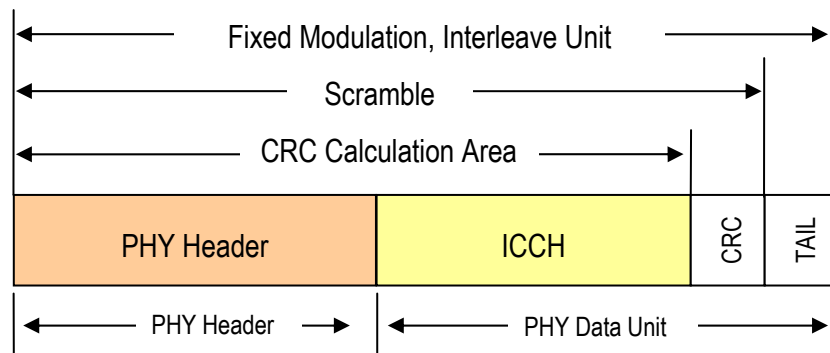 Fixed Modulation, Interleave Unit
Scramble
CRC Calculation Area
PHY Header
ICCH
CRC
TAIL
PHY Header
PHY Data Unit